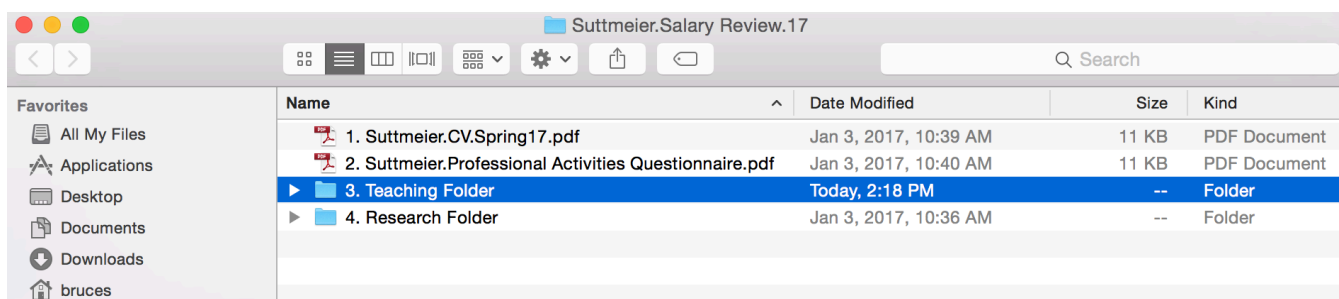 Suttmeier.Salary Review.17
Search
Favorites
All My Files
Applications
Desktop
Documents
Downloads
bruces
Name Date Modified Size Kind
1. Suttmeier.CV.Spring17.pdf Jan 3, 2017, 10:39 AM 11 KB PDF Document
2. Suttmeier.Professional Activities Questionnaire.pdf Jan 3, 2017, 10:40 AM 11 KB PDF Document
3. Teaching Folder Today, 2:18 PM -- Folder
4. Research Folder Jan 3, 2017, 10:36 AM -- Folder